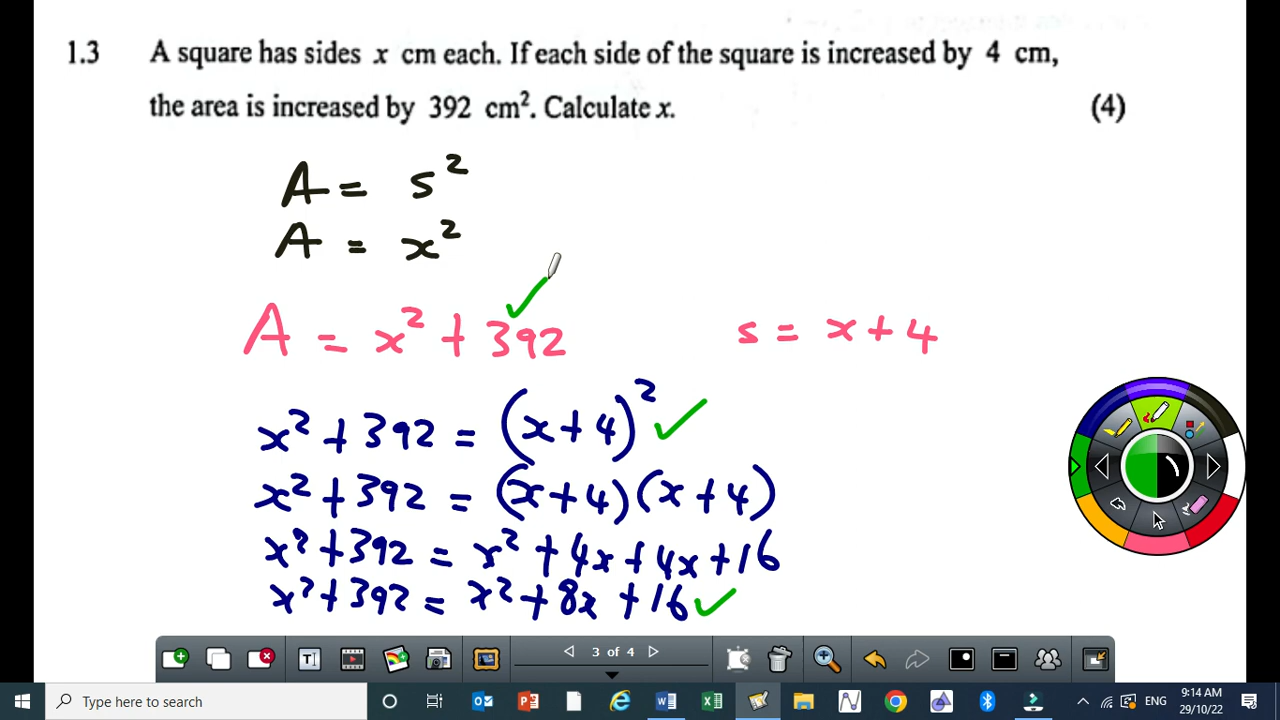 1.3 A square has sides x cm each. If each side of the square is increased by 4 cm,
the area is increased by 392 cm². Calculate x. (4)
A = s²
A = x²
A = x² + 392 s = x + 4
x² + 392 = (x + 4)²
x² + 392 = (x + 4)(x + 4)
x² + 392 = x² + 4x + 4x + 16
x² + 392 = x² + 8x + 16
3 of 4
Type here to search
ENG
9:14 AM
29/10/22